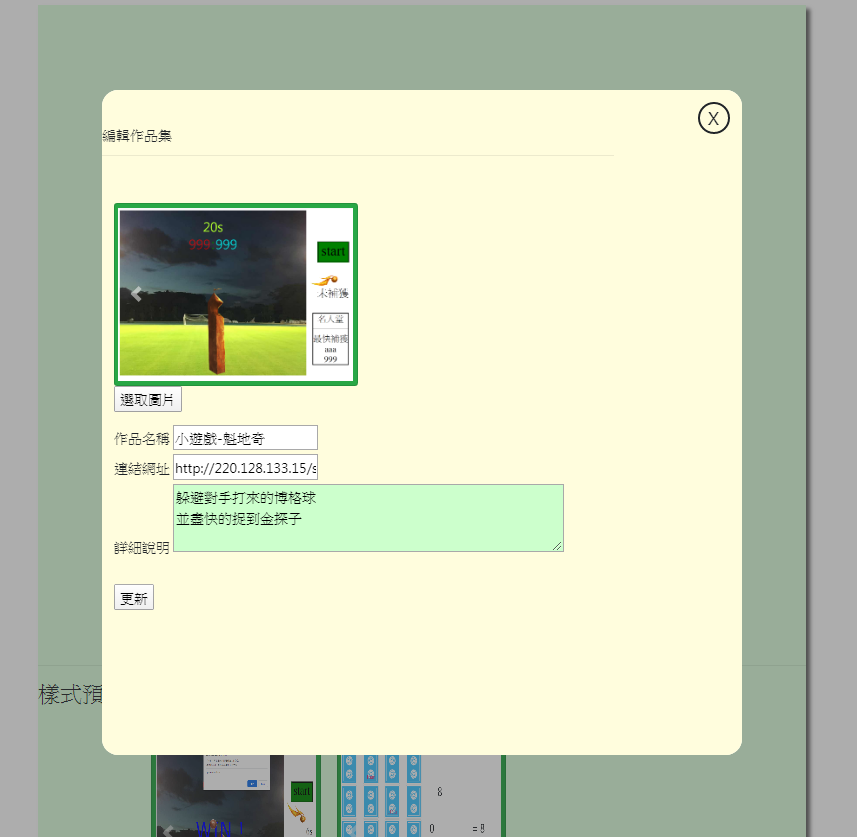 X
編輯作品集
20s
999:999
start
未補獲
名人堂
最快補獲
aaa
999
選取圖片
作品名稱 小遊戲-魁地奇
連結網址 http://220.128.133.15/s
躲避對手打來的博格球
並盡快的捉到金探子
詳細說明
更新
樣式預
start
WiN !
8
0
= 8